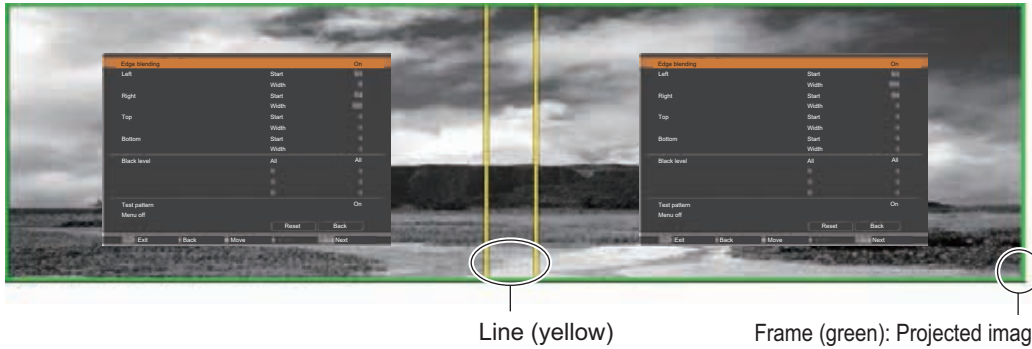 Edge blending On
Left Start
Width
Right Start
Width
Top Start
Width
Bottom Start
Width
Black level All All
Test pattern On
Menu off
Reset Back
Exit Back Move Next
Edge blending On
Left Start
Width
Right Start
Width
Top Start
Width
Bottom Start
Width
Black level All All
Test pattern On
Menu off
Reset Back
Exit Back Move Next
Line (yellow)
Frame (green): Projected imag